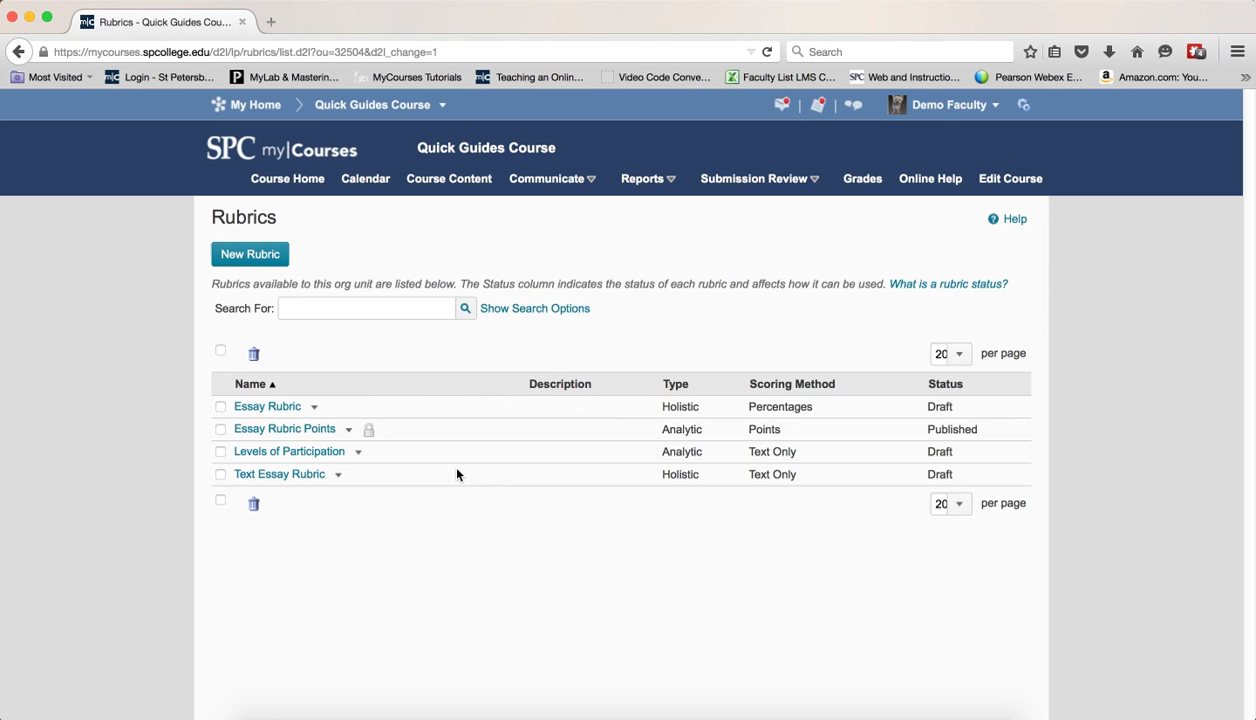 Rubrics - Quick Guides Cou...
https://mycourses.spcollege.edu/d2l/lp/rubrics/list.d2l?ou=32504&d2l_change=1 Search
Most Visited mc Login - St Petersb... P MyLab & Mastering... MyCourses Tutorials mc Teaching an Onlin... Video Code Conve... X Faculty List LMS C... SPC Web and Instructio... Pearson Webex E... a Amazon.com: You...
My Home Quick Guides Course Demo Faculty
SPC my|Courses Quick Guides Course
Course Home Calendar Course Content Communicate Reports Submission Review Grades Online Help Edit Course
Rubrics
Help
New Rubric
Rubrics available to this org unit are listed below. The Status column indicates the status of each rubric and affects how it can be used. What is a rubric status?
Search For: Show Search Options
20 per page
Name Description Type Scoring Method Status
Essay Rubric Holistic Percentages Draft
Essay Rubric Points Analytic Points Published
Levels of Participation Analytic Text Only Draft
Text Essay Rubric Holistic Text Only Draft
20 per page